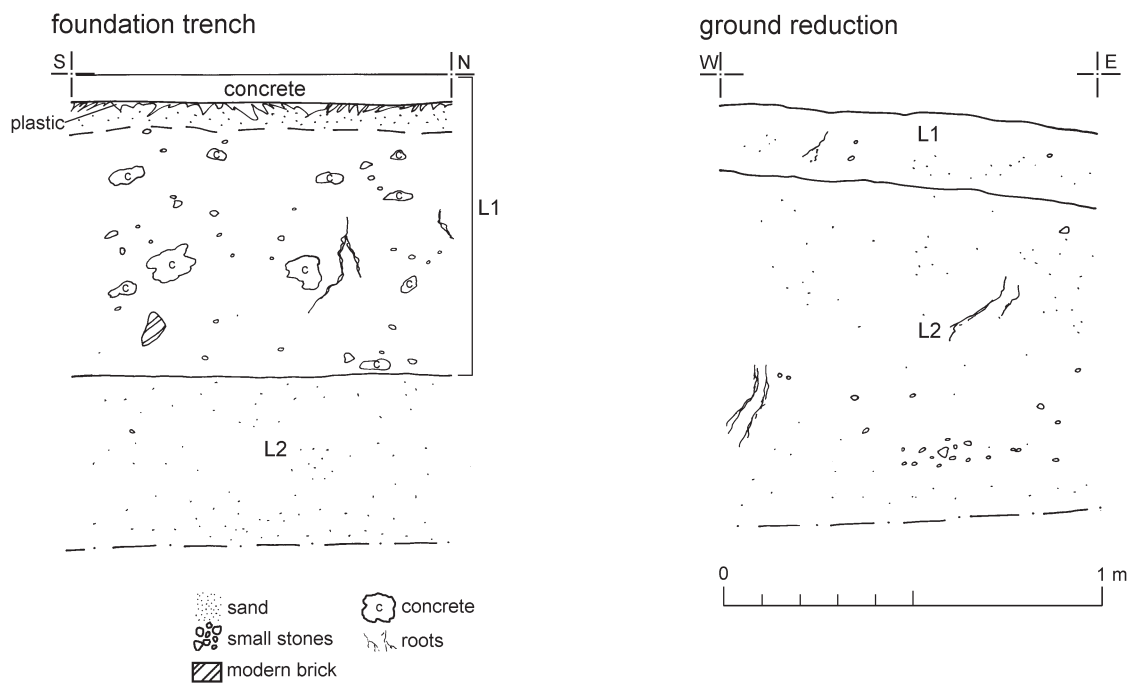 foundation trench
S
N
concrete
plastic
c
c
c
c
c
c
c
c
c
c
L1
L2
ground reduction
W
E
L1
L2
0
1 m
sand
small stones
modern brick
c
concrete
roots